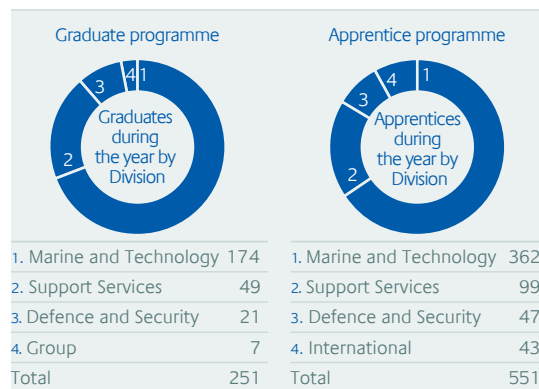 Graduate programme
4 1
3
2
Graduates
during
the year by
Division
1. Marine and Technology 174
2. Support Services 49
3. Defence and Security 21
4. Group 7
Total 251
Apprentice programme
4 1
3
2
Apprentices
during
the year by
Division
1. Marine and Technology 362
2. Support Services 99
3. Defence and Security 47
4. International 43
Total 551